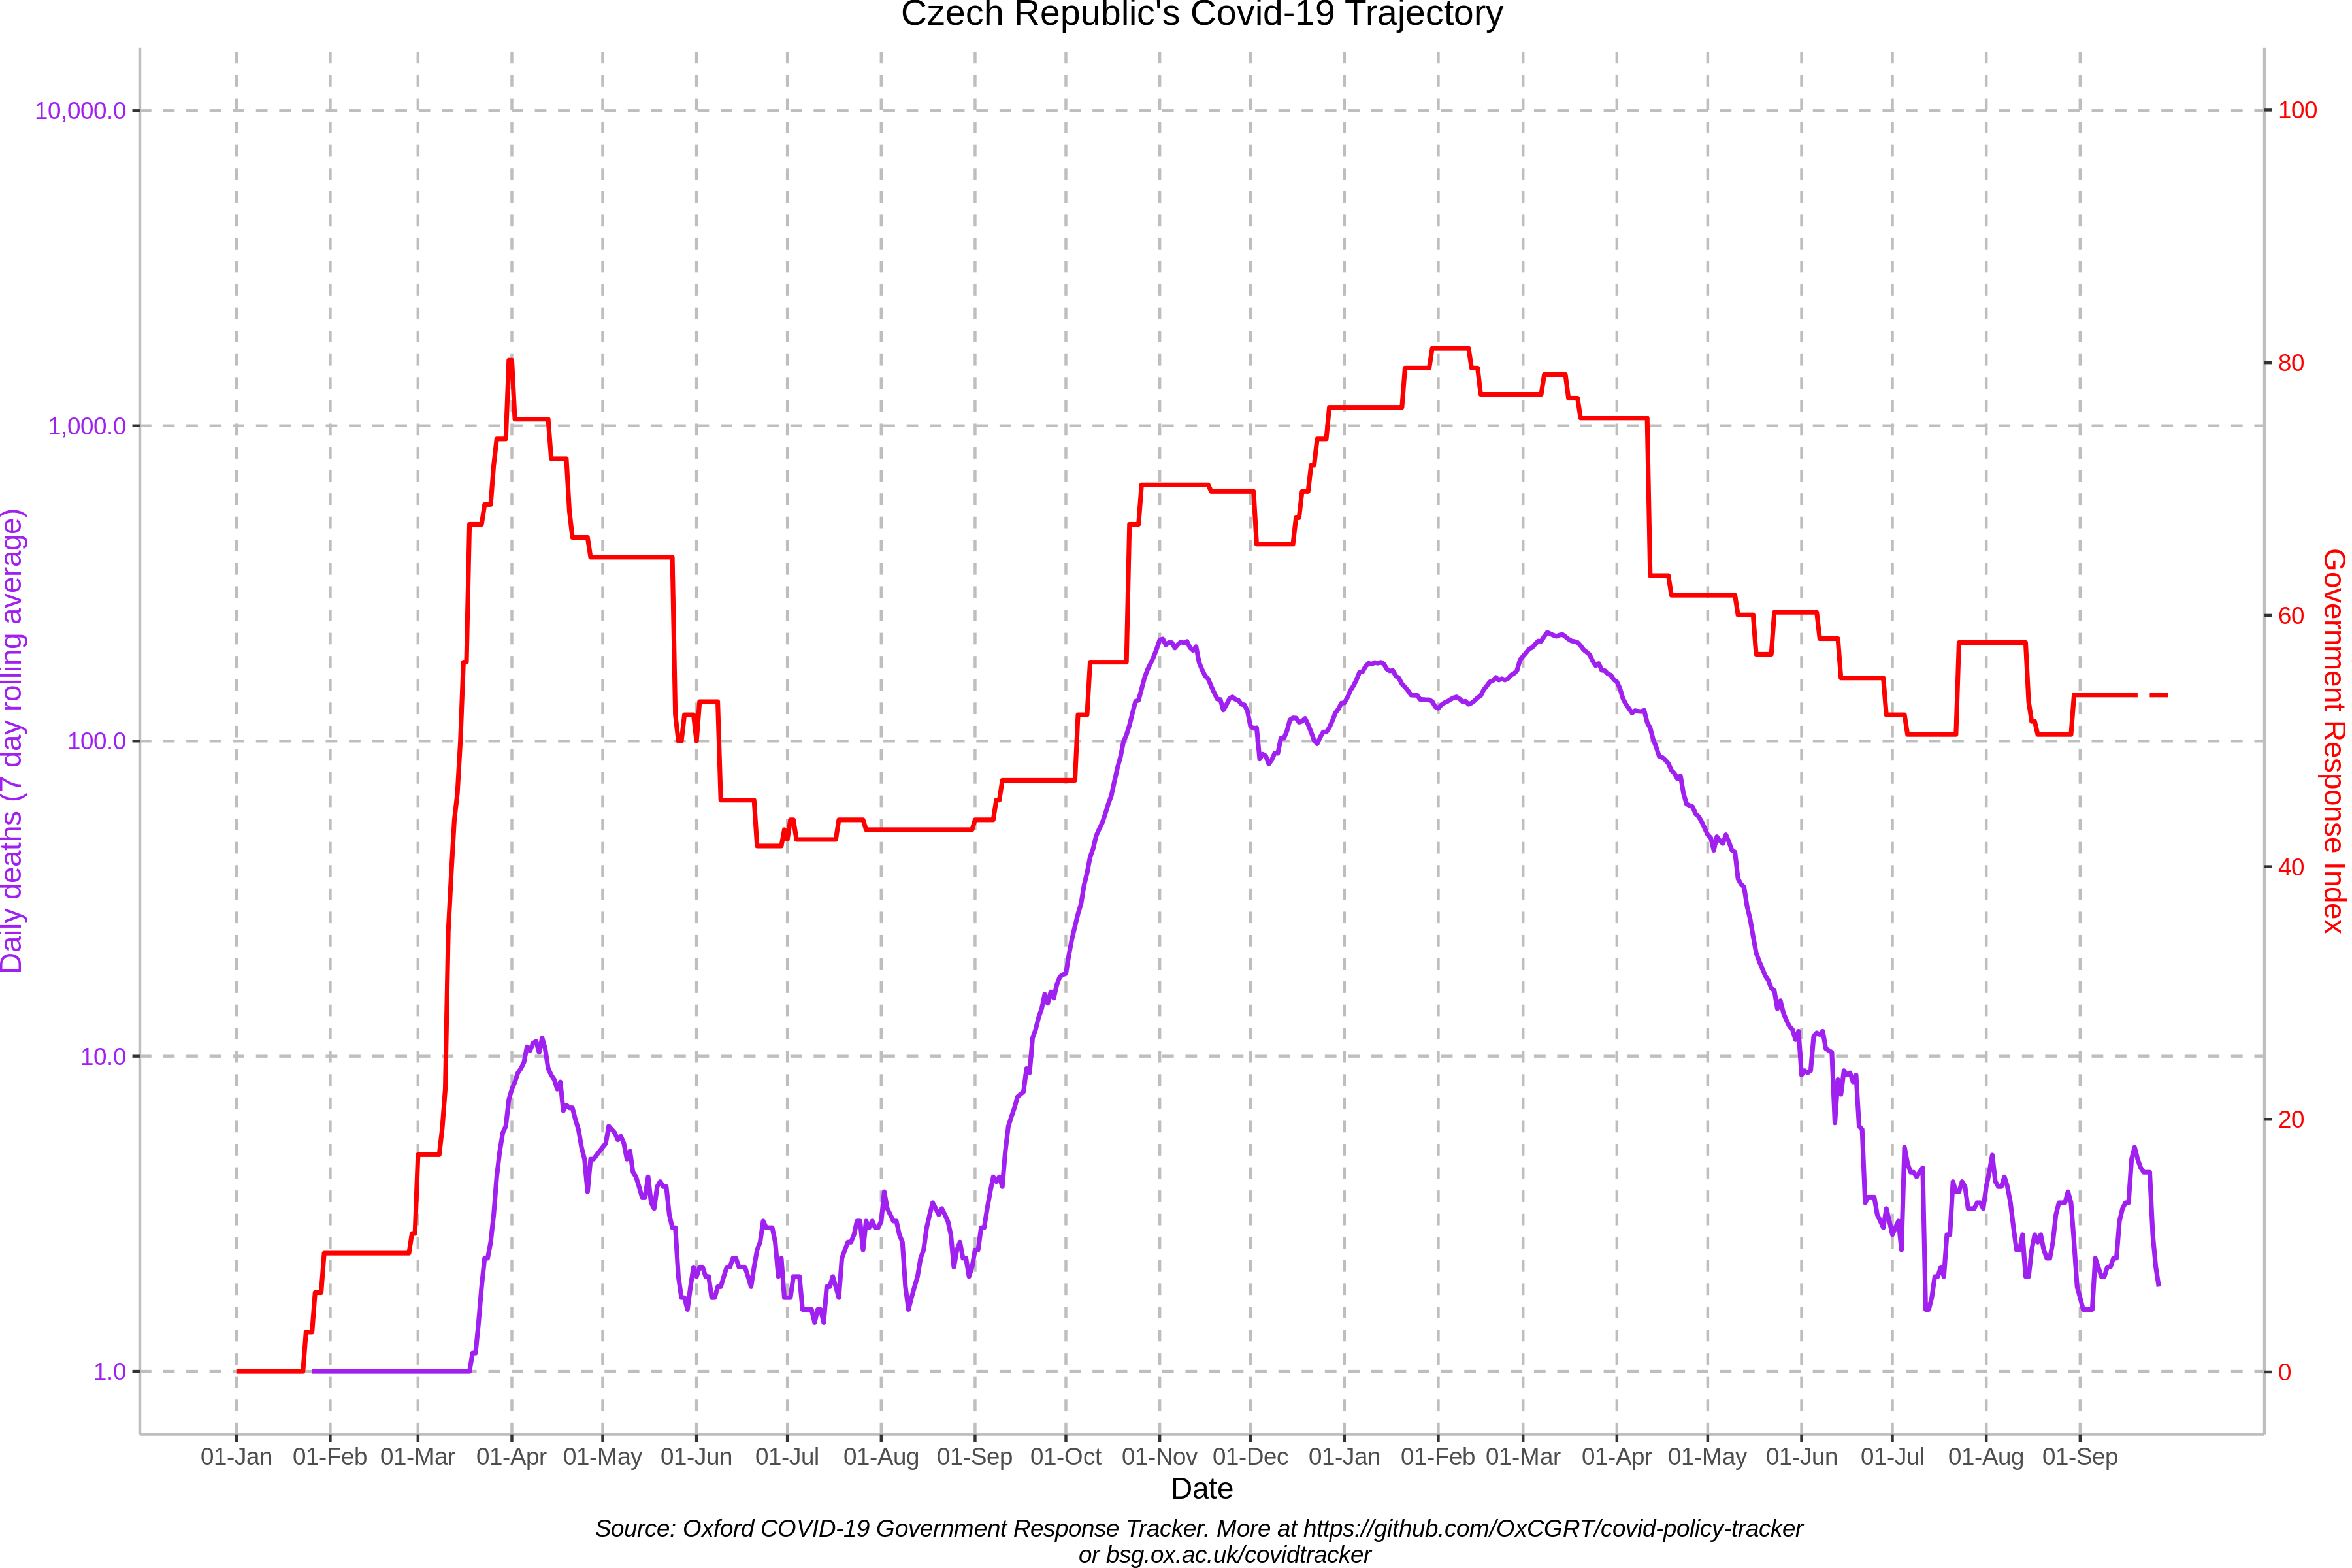 Czech Republic's Covid-19 Trajectory
10,000.0
1,000.0
100.0
10.0
1.0
Daily deaths (7 day rolling average)
100
80
60
40
20
0
Government Response Index
01-Jan 01-Feb 01-Mar 01-Apr 01-May 01-Jun 01-Jul 01-Aug 01-Sep 01-Oct 01-Nov 01-Dec 01-Jan 01-Feb 01-Mar 01-Apr 01-May 01-Jun 01-Jul 01-Aug 01-Sep
Date
Source: Oxford COVID-19 Government Response Tracker. More at https://github.com/OxCGRT/covid-policy-tracker
or bsg.ox.ac.uk/covidtracker